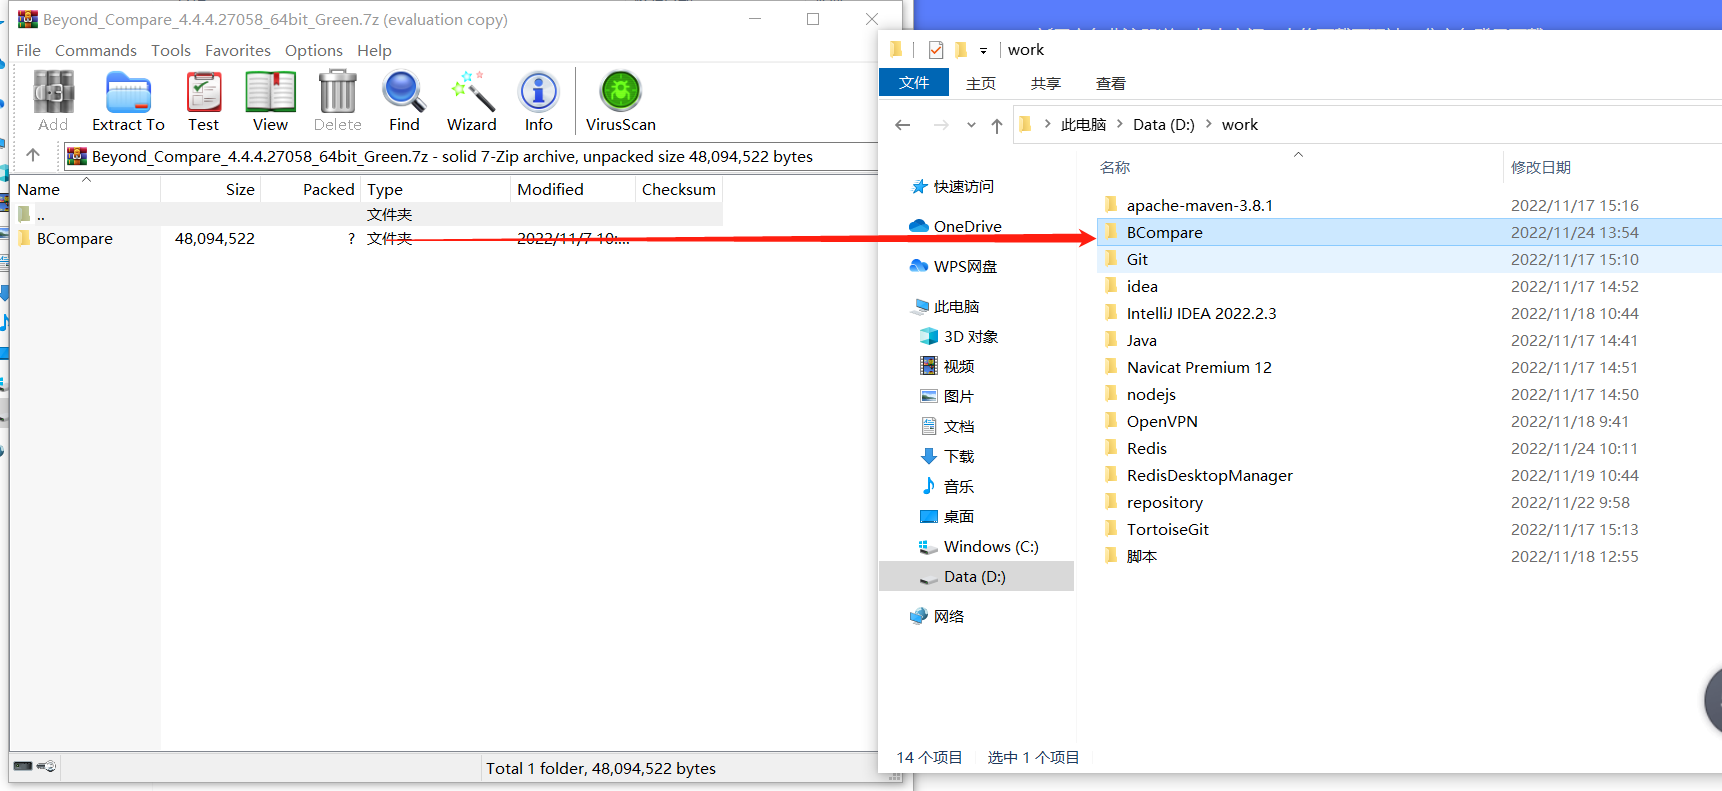 Beyond_Compare_4.4.4.27058_64bit_Green.7z (evaluation copy)
File Commands Tools Favorites Options Help
Add Extract To Test View Delete Find Wizard Info VirusScan
Beyond_Compare_4.4.4.27058_64bit_Green.7z - solid 7-Zip archive, unpacked size 48,094,522 bytes
Name Size Packed Type Modified Checksum
.. 文件夹
BCompare 48,094,522 ? 文件夹 2022/11/7 10:...
Total 1 folder, 48,094,522 bytes
work
文件 主页 共享 查看
此电脑 Data (D:) work
快速访问
OneDrive
WPS网盘
此电脑
3D 对象
视频
图片
文档
下载
音乐
桌面
Windows (C:)
Data (D:)
网络
名称 修改日期
apache-maven-3.8.1 2022/11/17 15:16
BCompare 2022/11/24 13:54
Git 2022/11/17 15:10
idea 2022/11/17 14:52
IntelliJ IDEA 2022.2.3 2022/11/18 10:44
Java 2022/11/17 14:41
Navicat Premium 12 2022/11/17 14:51
nodejs 2022/11/17 14:50
OpenVPN 2022/11/18 9:41
Redis 2022/11/24 10:11
RedisDesktopManager 2022/11/19 10:44
repository 2022/11/22 9:58
TortoiseGit 2022/11/17 15:13
脚本 2022/11/18 12:55
14 个项目 选中 1 个项目